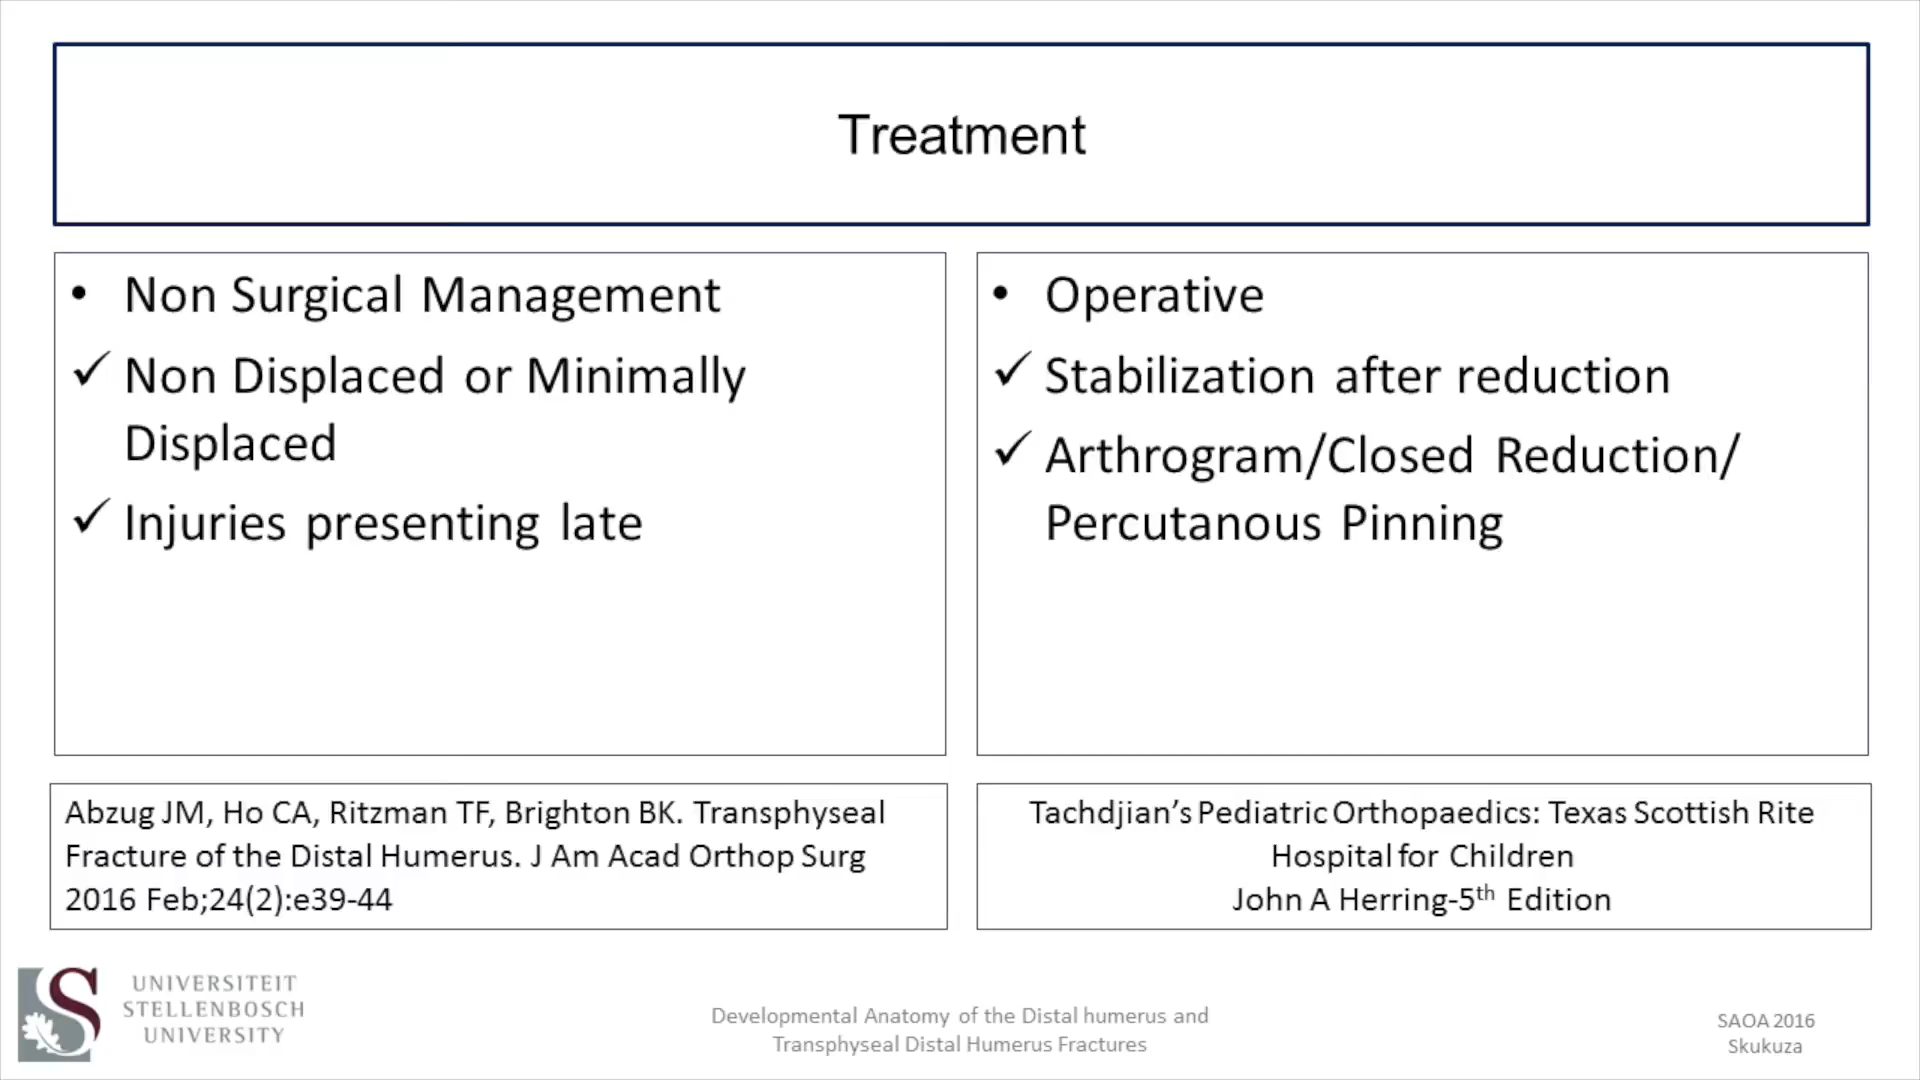 Treatment
• Non Surgical Management
✓ Non Displaced or Minimally
Displaced
✓ Injuries presenting late
• Operative
✓ Stabilization after reduction
✓ Arthrogram/Closed Reduction/
Percutanous Pinning
Abzug JM, Ho CA, Ritzman TF, Brighton BK. Transphyseal
Fracture of the Distal Humerus. J Am Acad Orthop Surg
2016 Feb;24(2):e39-44
Tachdjian’s Pediatric Orthopaedics: Texas Scottish Rite
Hospital for Children
John A Herring-5th Edition
UNIVERSITEIT
STELLENBOSCH
UNIVERSITY
Developmental Anatomy of the Distal humerus and
Transphyseal Distal Humerus Fractures
SAOA 2016
Skukuza